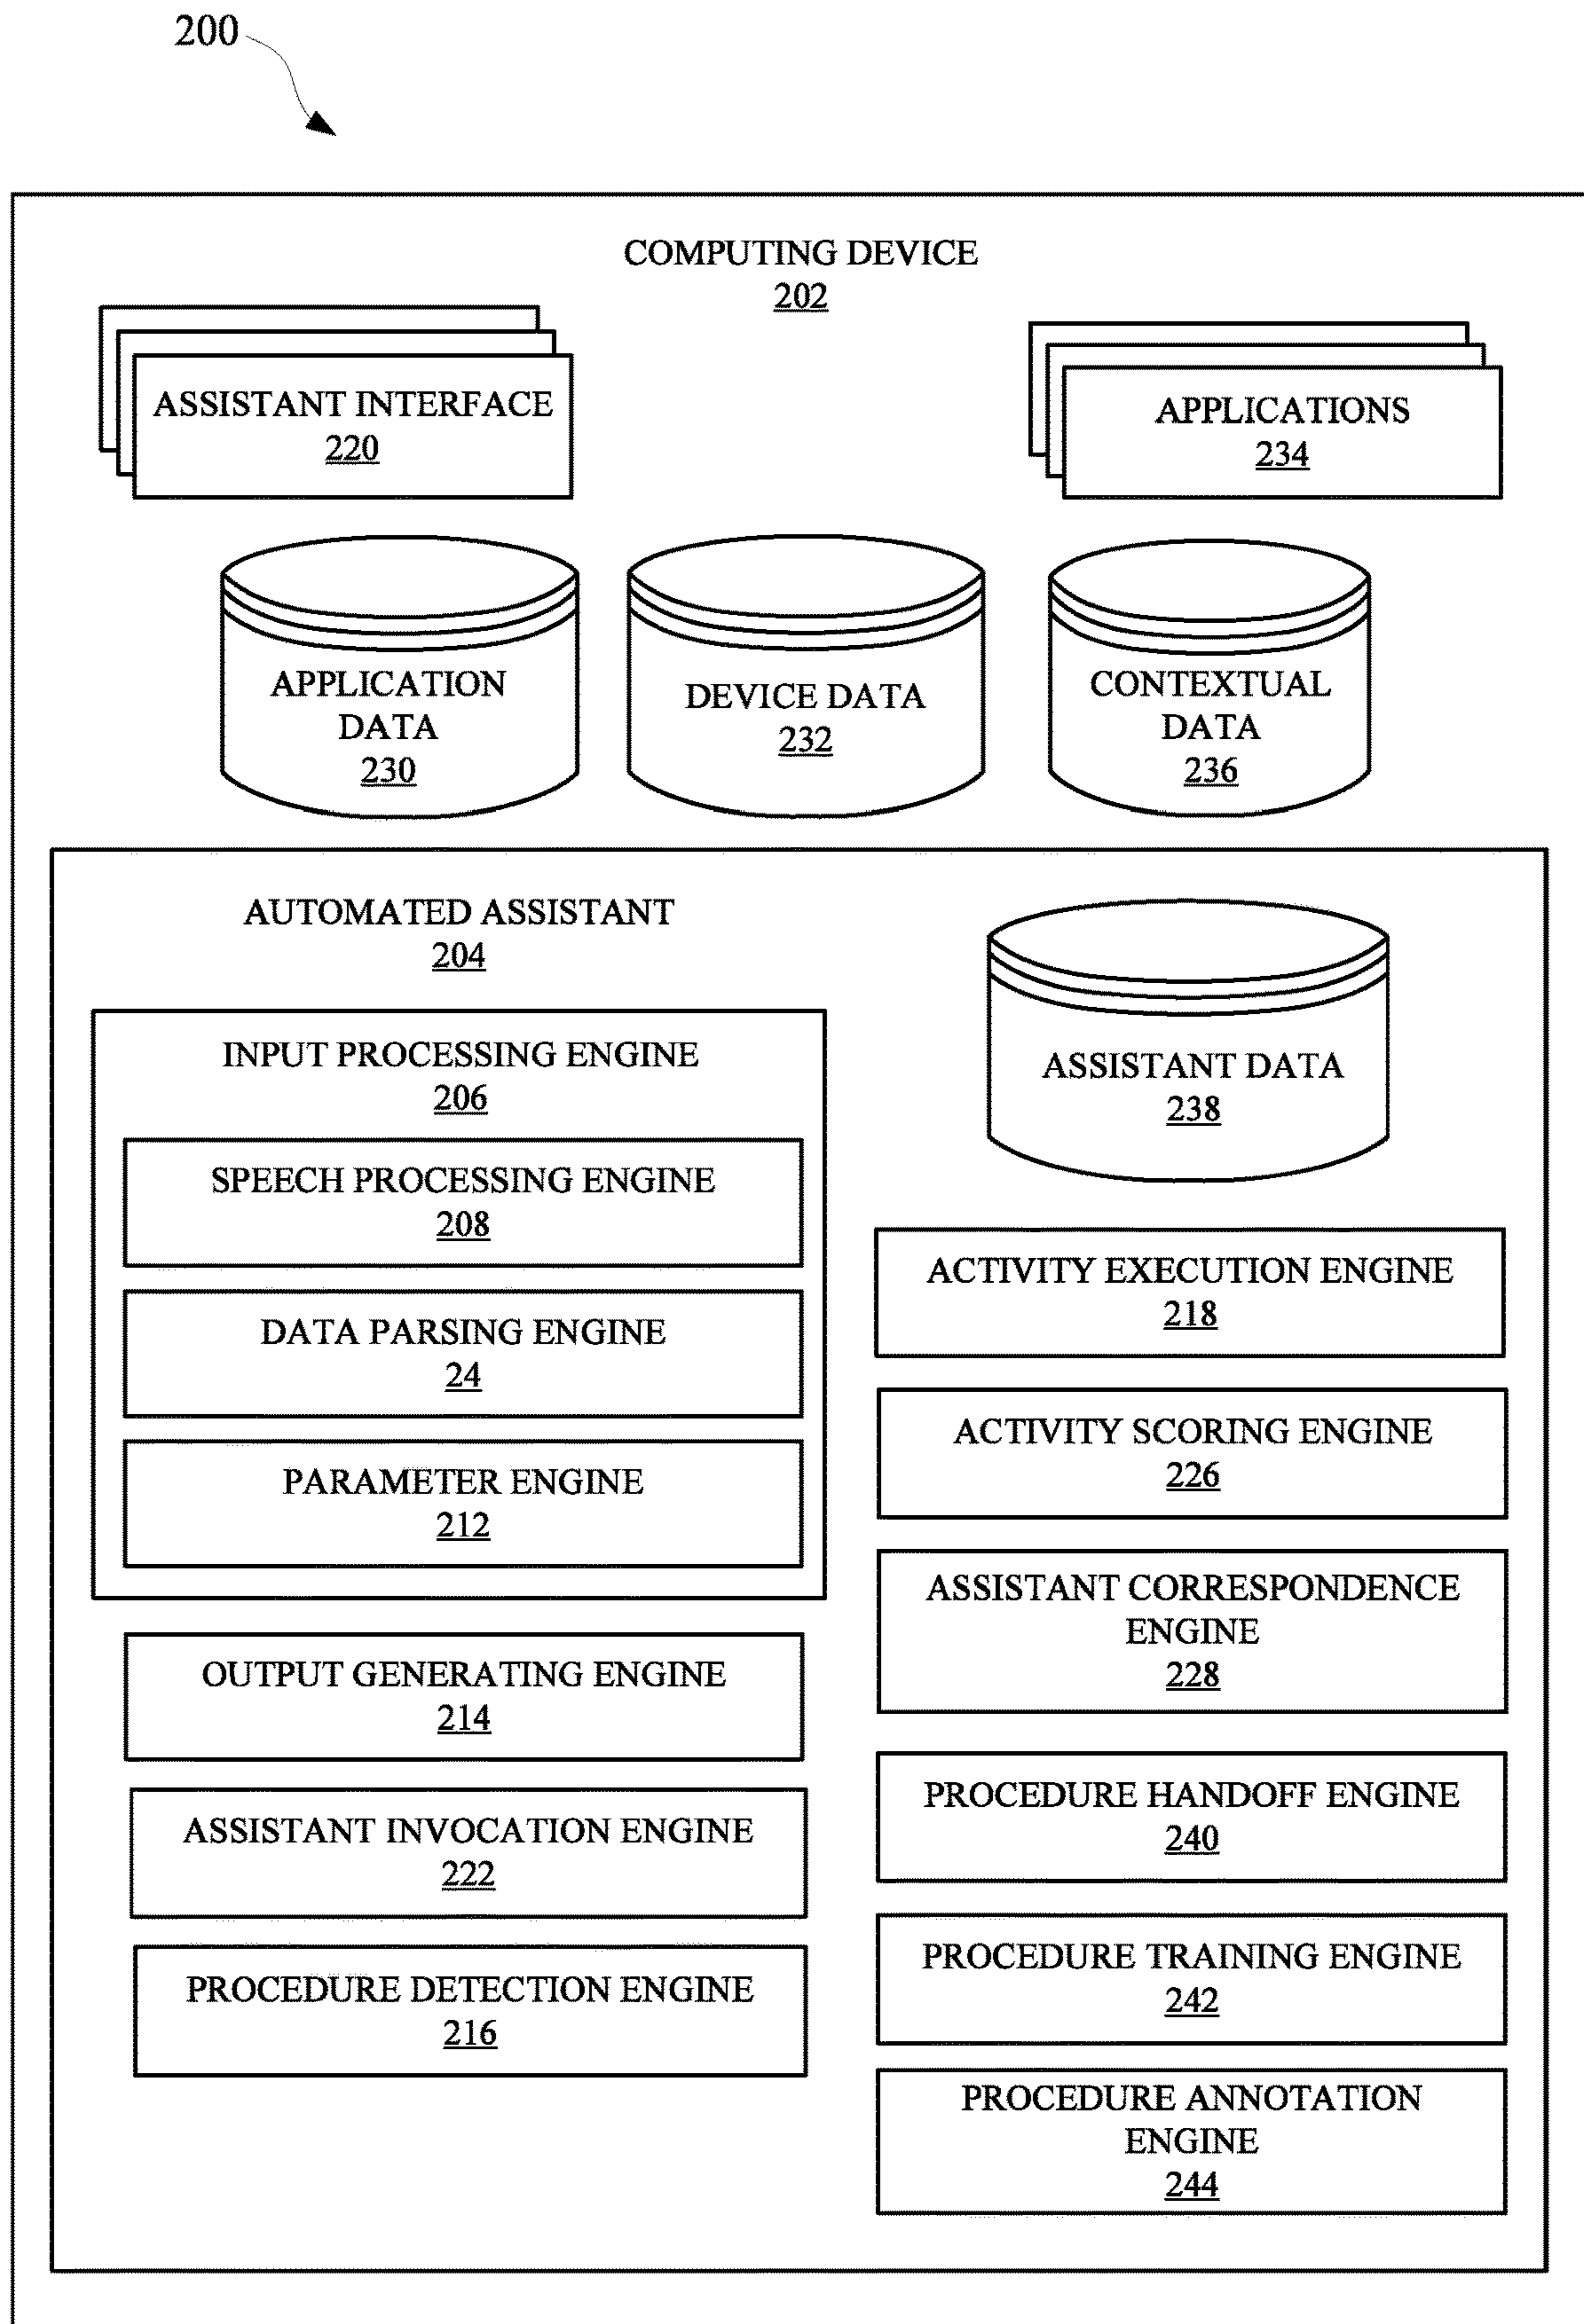 200
COMPUTING DEVICE
202
ASSISTANT INTERFACE
220
APPLICATIONS
234
APPLICATION
DATA
230
DEVICE DATA
232
CONTEXTUAL
DATA
236
AUTOMATED ASSISTANT
204
INPUT PROCESSING ENGINE
206
SPEECH PROCESSING ENGINE
208
DATA PARSING ENGINE
24
PARAMETER ENGINE
212
OUTPUT GENERATING ENGINE
214
ASSISTANT INVOCATION ENGINE
222
PROCEDURE DETECTION ENGINE
216
ASSISTANT DATA
238
ACTIVITY EXECUTION ENGINE
218
ACTIVITY SCORING ENGINE
226
ASSISTANT CORRESPONDENCE
ENGINE
228
PROCEDURE HANDOFF ENGINE
240
PROCEDURE TRAINING ENGINE
242
PROCEDURE ANNOTATION
ENGINE
244